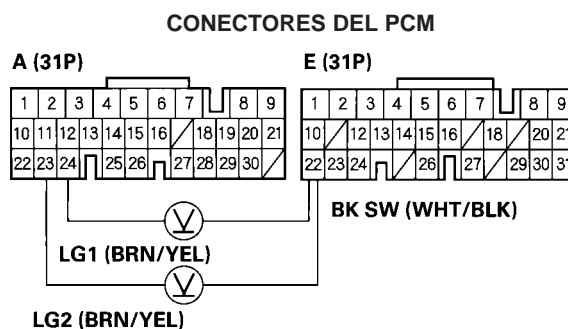 CONECTORES DEL PCM
A (31P) E (31P)
1 2 3 4 5 6 7 8 9 1 2 3 4 5 6 7 8 9
10 11 12 13 14 15 16 18 19 20 21 10 12 13 14 15 16 18 20 21
22 23 24 25 26 27 28 29 30 22 23 24 26 27 29 30 31
BK SW (WHT/BLK)
LG1 (BRN/YEL)
LG2 (BRN/YEL)